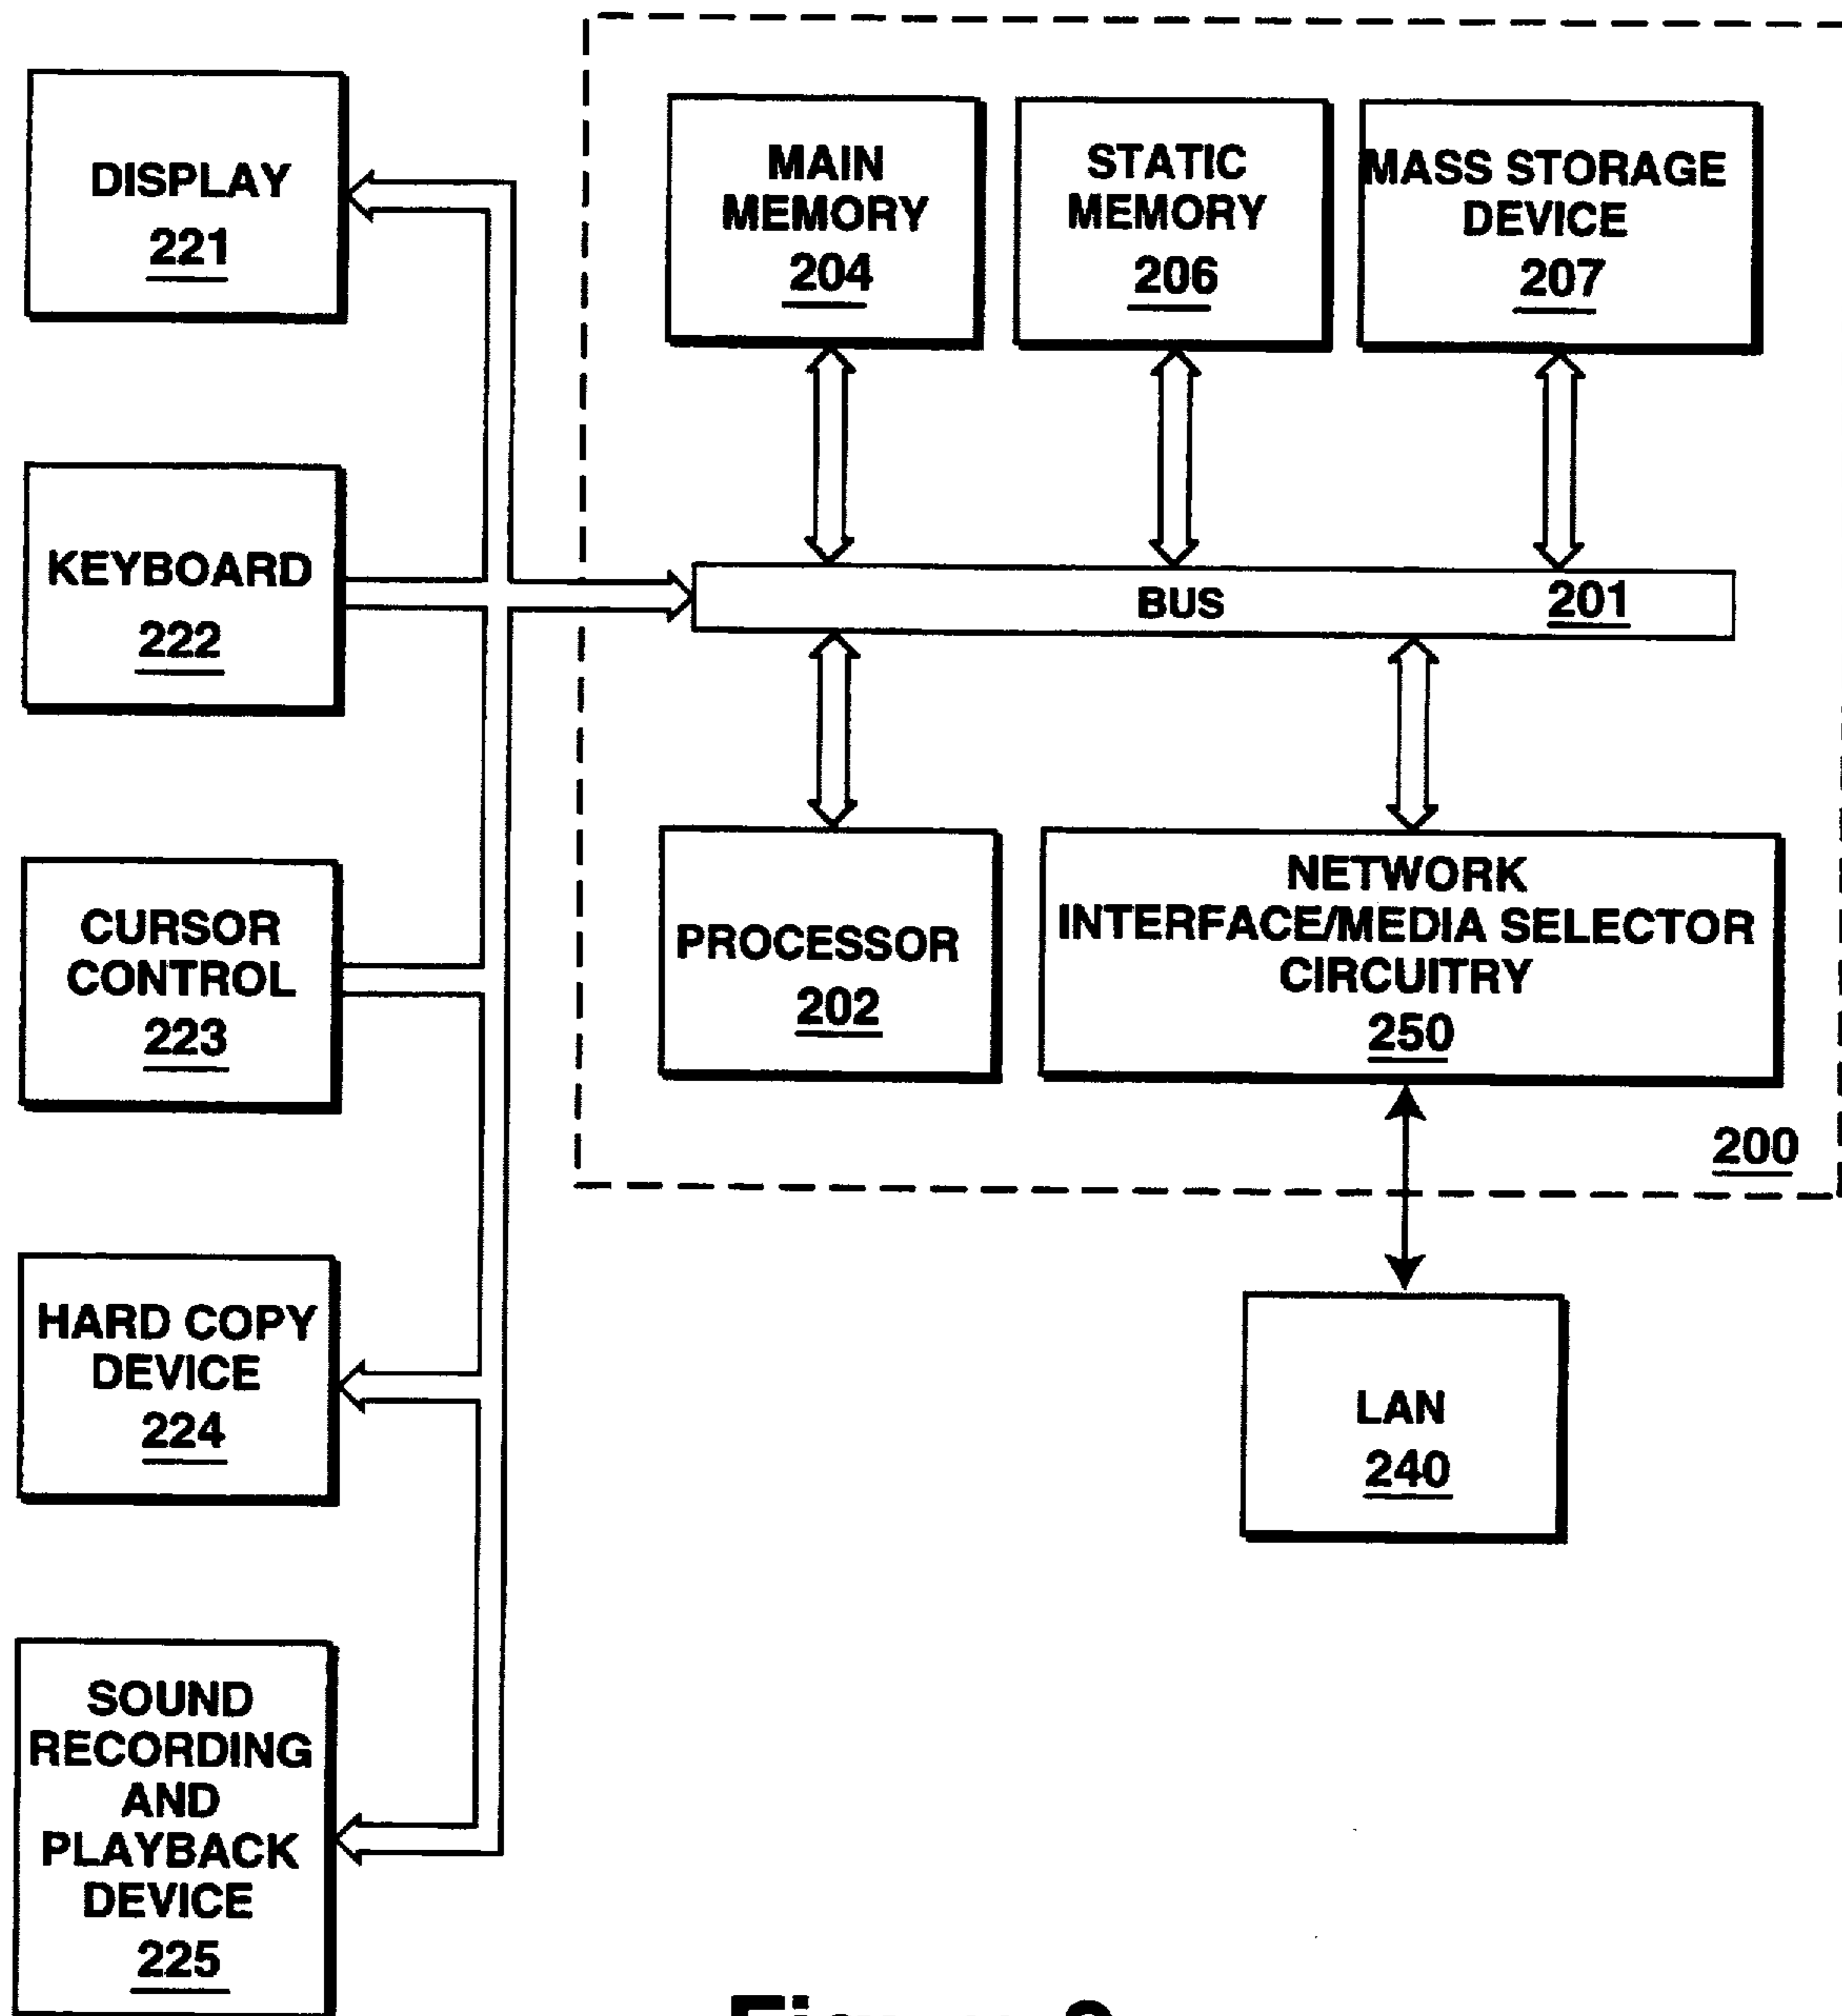 DISPLAY
221
KEYBOARD
222
CURSOR
CONTROL
223
HARD COPY
DEVICE
224
SOUND
RECORDING
AND
PLAYBACK
DEVICE
225
MAIN
MEMORY
204
STATIC
MEMORY
206
MASS STORAGE
DEVICE
207
BUS
201
PROCESSOR
202
NETWORK
INTERFACE/MEDIA SELECTOR
CIRCUITRY
250
200
LAN
240